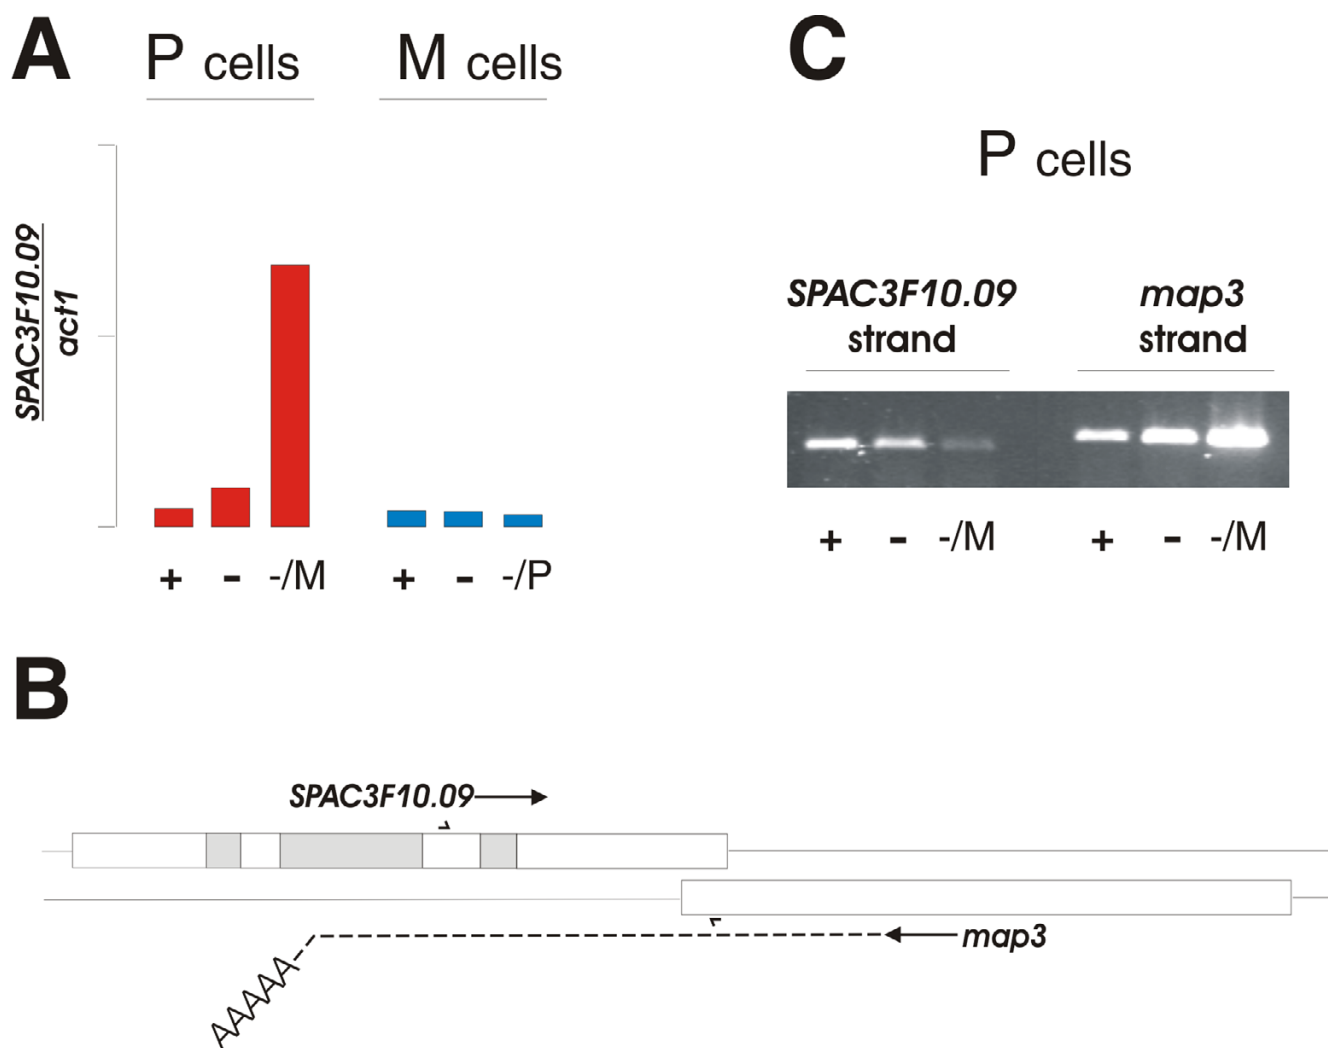 A
P cells
M cells
SPAC3F10.09
act1
+ - -/M
+ - -/P
C
P cells
SPAC3F10.09
strand
map3
strand
+ - -/M
+ - -/M
B
SPAC3F10.09
map3
AAAAA